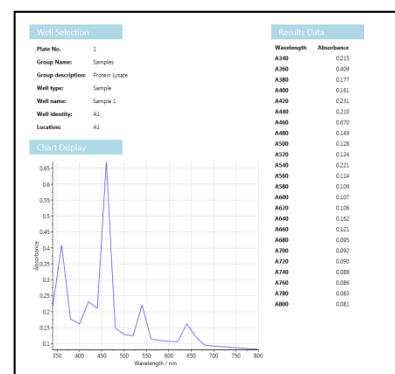 Well Selection
Plate No. 1
Group Name: Samples
Group description: Protein Lysate
Well type: Sample
Well name: Sample 1
Well identity: A1
Location: A1
Chart Display
Absorbance
0.65
0.6
0.55
0.5
0.45
0.4
0.35
0.3
0.25
0.2
0.15
0.1
350 400 450 500 550 600 650 700 750 800
Wavelength / nm
Results Data
Wavelength Absorbance
A340 0.215
A360 0.409
A380 0.177
A400 0.161
A420 0.231
A440 0.210
A460 0.670
A480 0.149
A500 0.128
A520 0.124
A540 0.221
A560 0.114
A580 0.109
A600 0.107
A620 0.106
A640 0.162
A660 0.121
A680 0.095
A700 0.092
A720 0.090
A740 0.088
A760 0.086
A780 0.083
A800 0.081